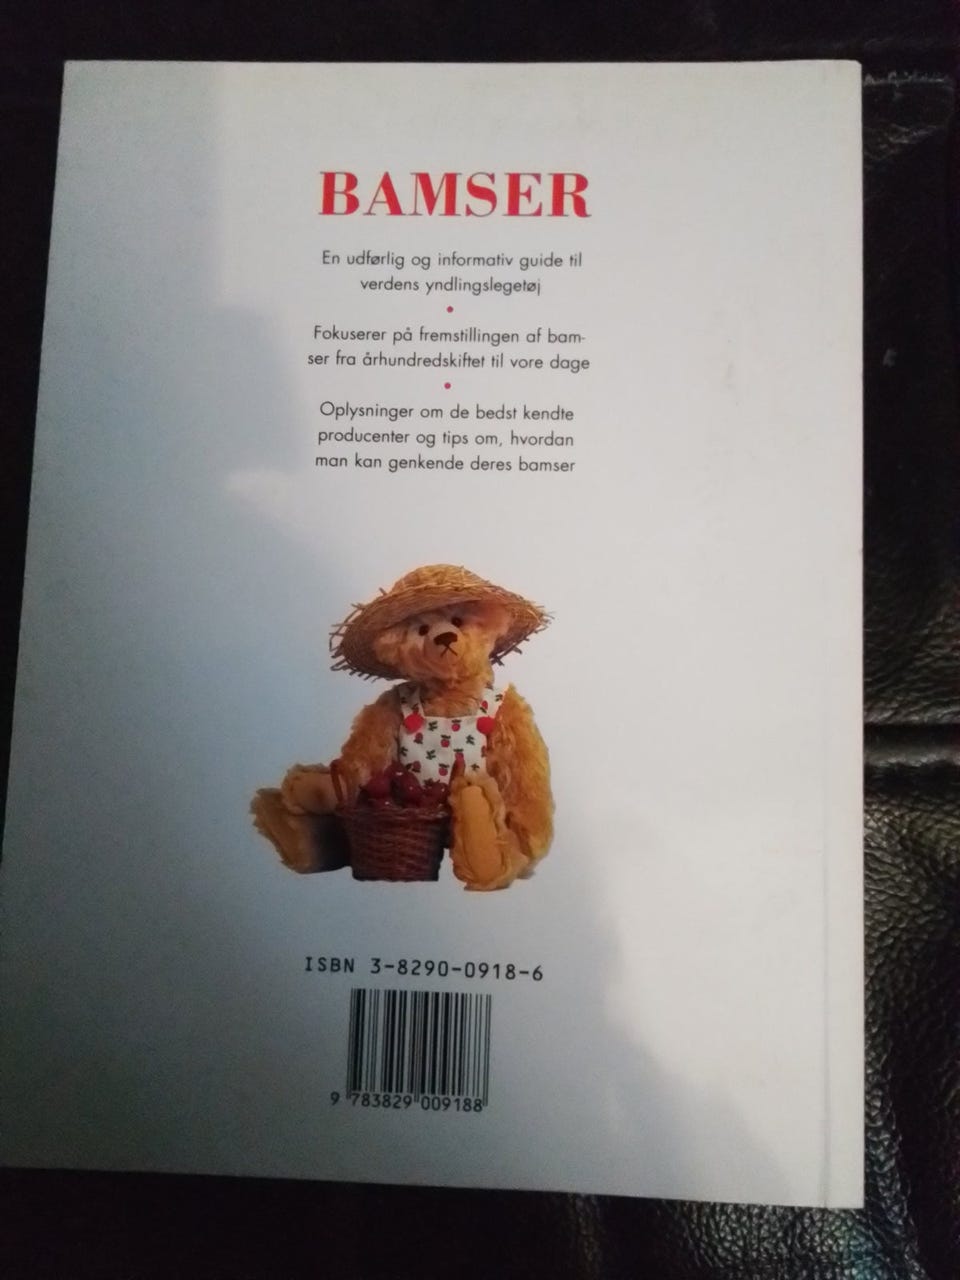 BAMSER
En udførlig og informativ guide til
verdens yndlingslegetøj
•
Fokuserer på fremstillingen af bam-
ser fra århundredskiftet til vore dage
•
Oplysninger om de bedst kendte
producenter og tips om, hvordan
man kan genkende deres bamser
ISBN 3-8290-0918-6
9 783829 009188